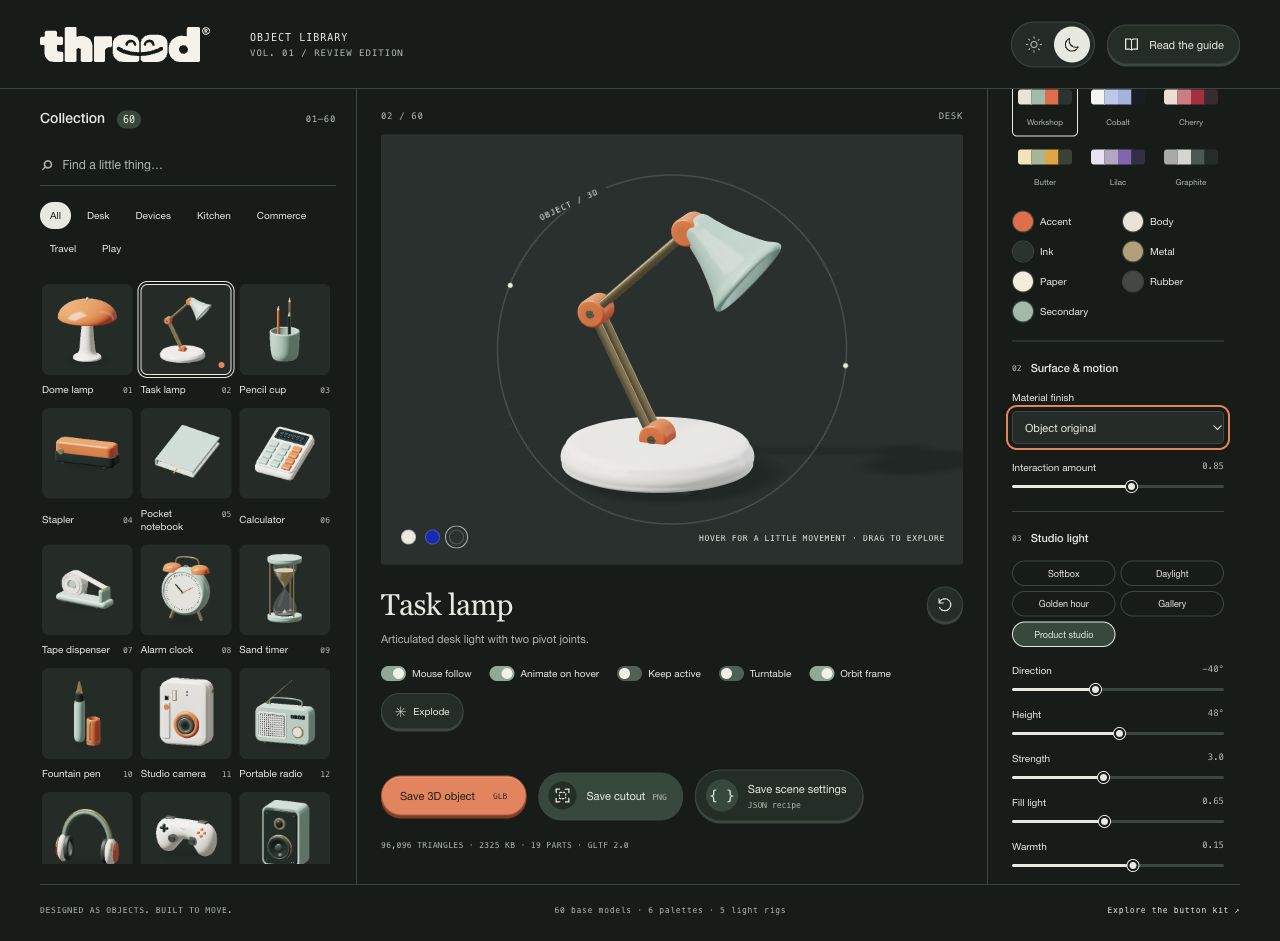 threed®
OBJECT LIBRARY
VOL. 01 / REVIEW EDITION
Read the guide
Collection 60 01—60
Find a little thing…
All Desk Devices Kitchen Commerce
Travel Play
Dome lamp 01 Task lamp 02 Pencil cup 03
Stapler 04 Pocket notebook 05 Calculator 06
Tape dispenser 07 Alarm clock 08 Sand timer 09
Fountain pen 10 Studio camera 11 Portable radio 12
02 / 60 DESK
OBJECT / 3D
HOVER FOR A LITTLE MOVEMENT · DRAG TO EXPLORE
Task lamp
Articulated desk light with two pivot joints.
Mouse follow Animate on hover Keep active Turntable Orbit frame
Explode
Save 3D object GLB
Save cutout PNG
{ } Save scene settings
JSON recipe
96,096 TRIANGLES · 2325 KB · 19 PARTS · GLTF 2.0
Workshop Cobalt Cherry
Butter Lilac Graphite
Accent Body
Ink Metal
Paper Rubber
Secondary
02 Surface & motion
Material finish
Object original
Interaction amount 0.85
03 Studio light
Softbox Daylight
Golden hour Gallery
Product studio
Direction −40°
Height 48°
Strength 3.0
Fill light 0.65
Warmth 0.15
DESIGNED AS OBJECTS. BUILT TO MOVE.
60 base models · 6 palettes · 5 light rigs
Explore the button kit ↗